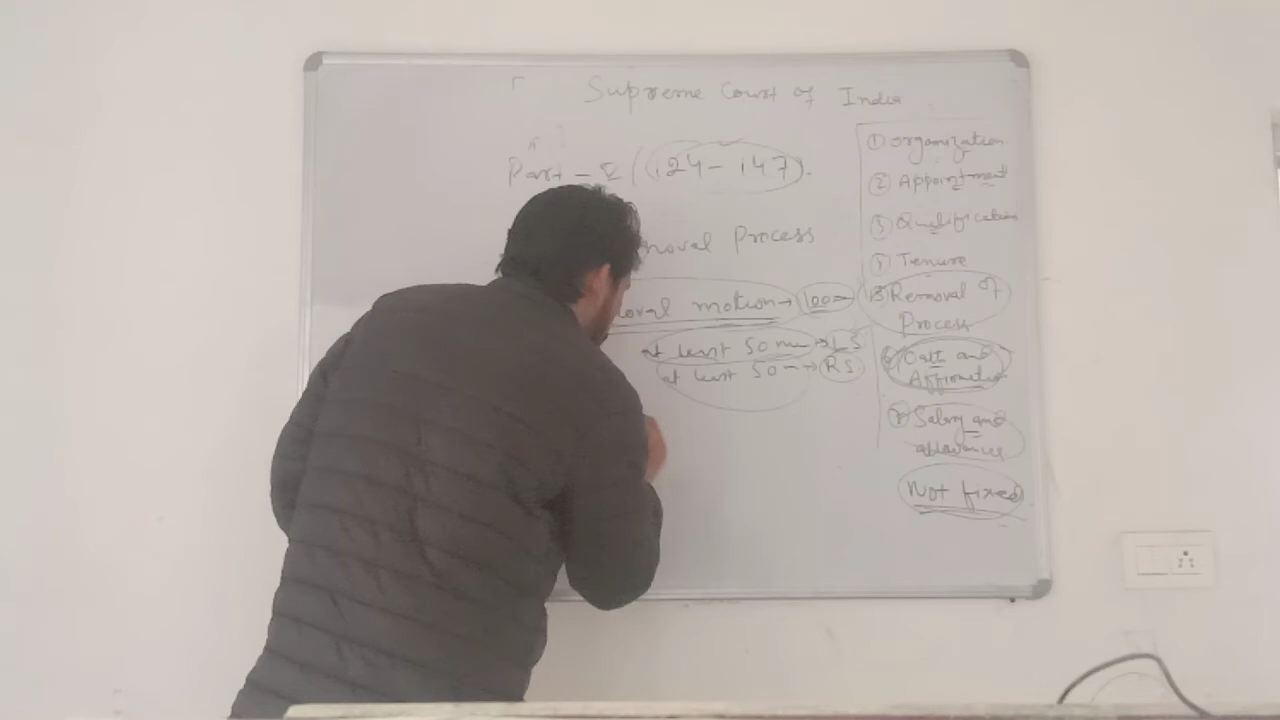 Supreme Court of India
Part - V (124 - 147).
moval Process
oval motion → 100
at least 50 m → LS
at least 50 m → RS
① Organization
② Appointment
③ Qualification
④ Tenure
⑤ Removal of
Process
⑥ Oath and
Affirmation
⑦ Salary and
allowances
Not fixed